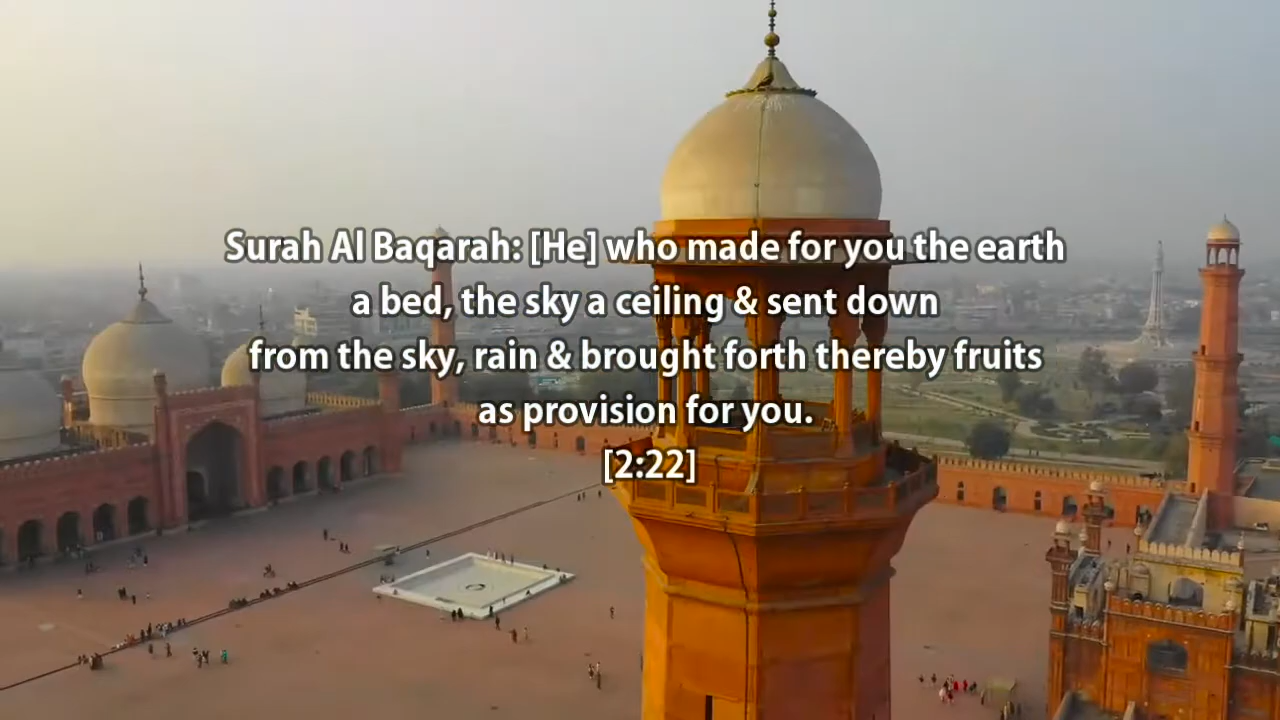 Surah Al Baqarah: [He] who made for you the earth
a bed, the sky a ceiling & sent down
from the sky, rain & brought forth thereby fruits
as provision for you.
[2:22]